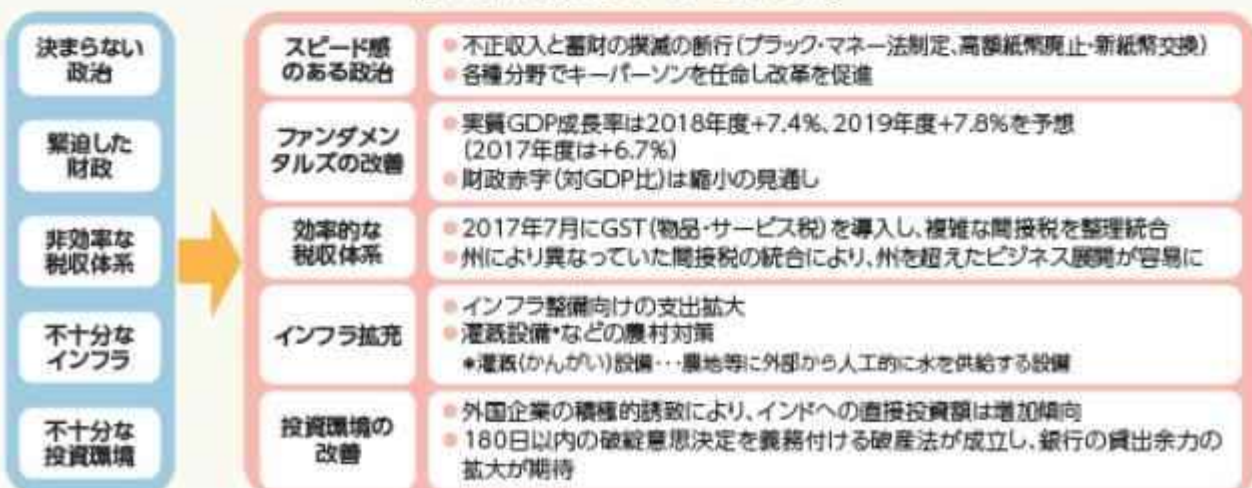 決まらない
政治
緊迫した
財政
非効率な
税収体系
不十分な
インフラ
不十分な
投資環境
スピード感
のある政治
●不正収入と蓄財の撲滅の断行(ブラック・マネー法制定、高額紙幣廃止・新紙幣交換)
●各種分野でキーパーソンを任命し改革を促進
ファンダメン
タルズの改善
●実質GDP成長率は2018年度+7.4%、2019年度+7.8%を予想
(2017年度は+6.7%)
●財政赤字(対GDP比)は縮小の見通し
効率的な
税収体系
●2017年7月にGST(物品・サービス税)を導入し、複雑な間接税を整理統合
●州により異なっていた間接税の統合により、州を超えたビジネス展開が容易に
インフラ拡充
●インフラ整備向けの支出拡大
●灌漑設備*などの農村対策
*灌漑(かんがい)設備・・・農地等に外部から人工的に水を供給する設備
投資環境の
改善
●外国企業の積極的誘致により、インドへの直接投資額は増加傾向
●180日以内の破綻意思決定を義務付ける破産法が成立し、銀行の貸出余力の
拡大が期待